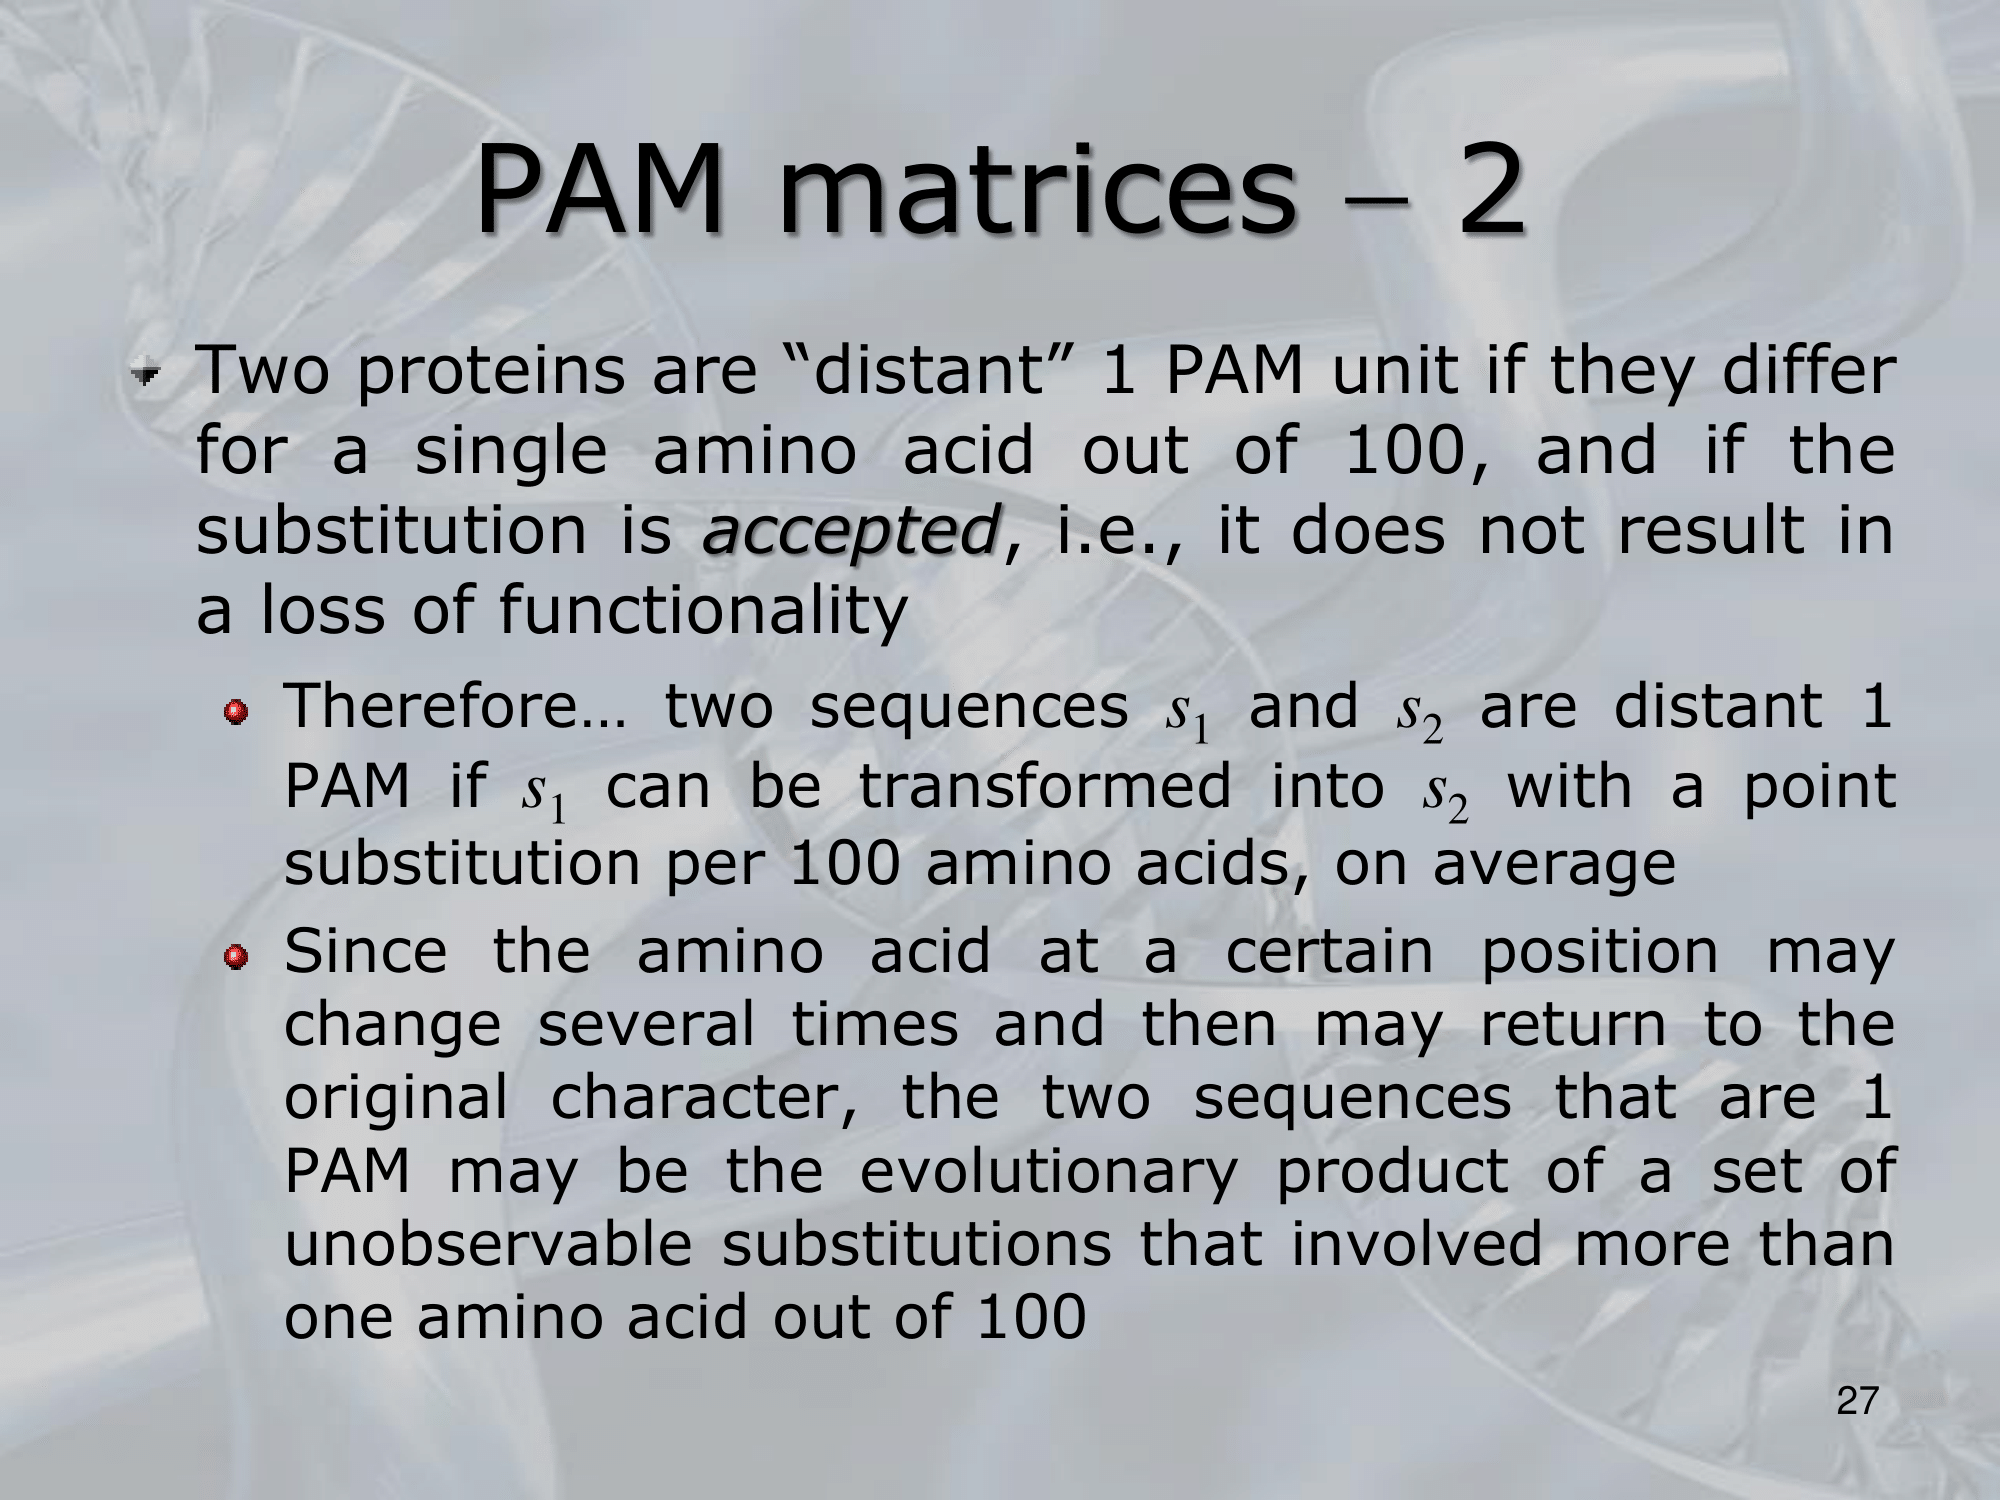 PAM matrices – 2
Two proteins are “distant” 1 PAM unit if they differ
for a single amino acid out of 100, and if the
substitution is accepted, i.e., it does not result in
a loss of functionality
Therefore… two sequences s₁ and s₂ are distant 1
PAM if s₁ can be transformed into s₂ with a point
substitution per 100 amino acids, on average
Since the amino acid at a certain position may
change several times and then may return to the
original character, the two sequences that are 1
PAM may be the evolutionary product of a set of
unobservable substitutions that involved more than
one amino acid out of 100
27